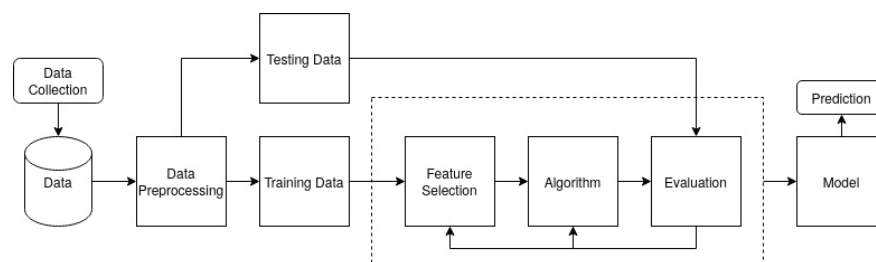 Testing Data
Data
Collection
Prediction
Data
Data
Preprocessing
Training Data
Feature
Selection
Algorithm
Evaluation
Model